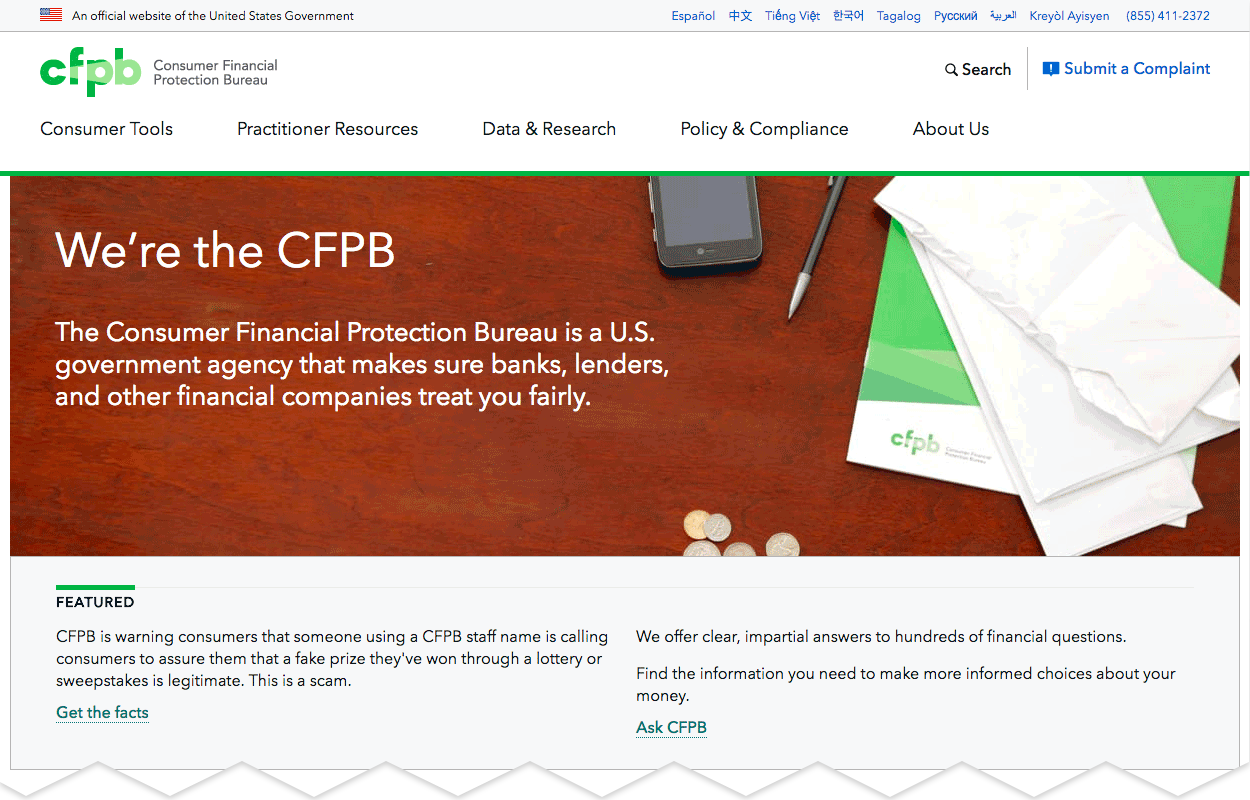 An official website of the United States Government
Español 中文 Tiếng Việt 한국어 Tagalog Русский العربية Kreyòl Ayisyen (855) 411-2372
cfpb Consumer Financial
Protection Bureau
Search
Submit a Complaint
Consumer Tools Practitioner Resources Data & Research Policy & Compliance About Us
We’re the CFPB
The Consumer Financial Protection Bureau is a U.S.
government agency that makes sure banks, lenders,
and other financial companies treat you fairly.
cfpb Consumer Financial
Protection Bureau
FEATURED
CFPB is warning consumers that someone using a CFPB staff name is calling
consumers to assure them that a fake prize they've won through a lottery or
sweepstakes is legitimate. This is a scam.
Get the facts
We offer clear, impartial answers to hundreds of financial questions.
Find the information you need to make more informed choices about your
money.
Ask CFPB